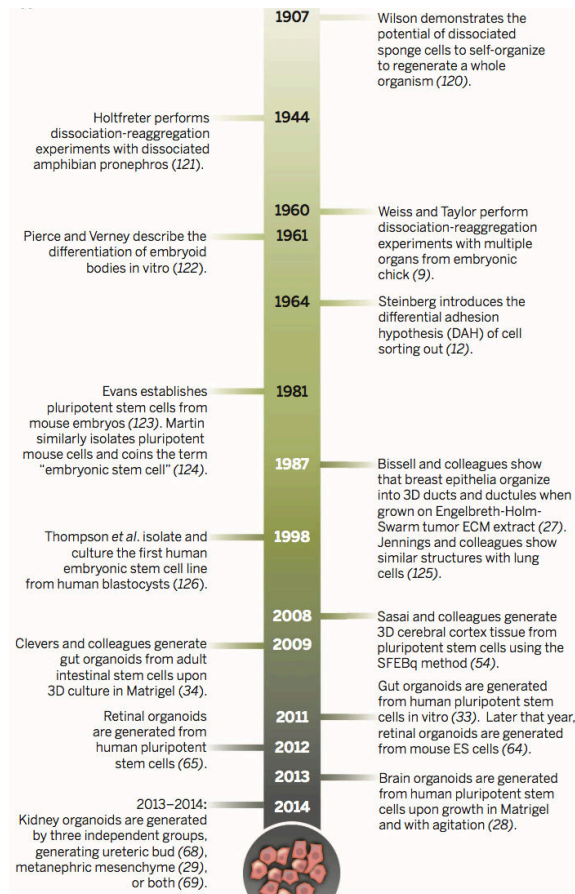 1907
Wilson demonstrates the
potential of dissociated
sponge cells to self-organize
to regenerate a whole
organism (120).
Holtfreter performs
dissociation-reaggregation
experiments with dissociated
amphibian pronephros (121).
1944
1960
Weiss and Taylor perform
dissociation-reaggregation
experiments with multiple
organs from embryonic
chick (9).
Pierce and Verney describe the
differentiation of embryoid
bodies in vitro (122).
1961
1964
Steinberg introduces the
differential adhesion
hypothesis (DAH) of cell
sorting out (12).
Evans establishes
pluripotent stem cells from
mouse embryos (123). Martin
similarly isolates pluripotent
mouse cells and coins the term
“embryonic stem cell” (124).
1981
1987
Bissell and colleagues show
that breast epithelia organize
into 3D ducts and ductules when
grown on Engelbreth-Holm-
Swarm tumor ECM extract (27).
Jennings and colleagues show
similar structures with lung
cells (125).
Thompson et al. isolate and
culture the first human
embryonic stem cell line
from human blastocysts (126).
1998
2008
Sasai and colleagues generate
3D cerebral cortex tissue from
pluripotent stem cells using the
SFEBq method (54).
Clevers and colleagues generate
gut organoids from adult
intestinal stem cells upon
3D culture in Matrigel (34).
2009
2011
Gut organoids are generated
from human pluripotent stem
cells in vitro (33). Later that year,
retinal organoids are generated
from mouse ES cells (64).
Retinal organoids
are generated from
human pluripotent
stem cells (65).
2012
2013
Brain organoids are generated
from human pluripotent stem
cells upon growth in Matrigel
and with agitation (28).
2013–2014:
Kidney organoids are generated
by three independent groups,
generating ureteric bud (68),
metanephric mesenchyme (29),
or both (69).
2014